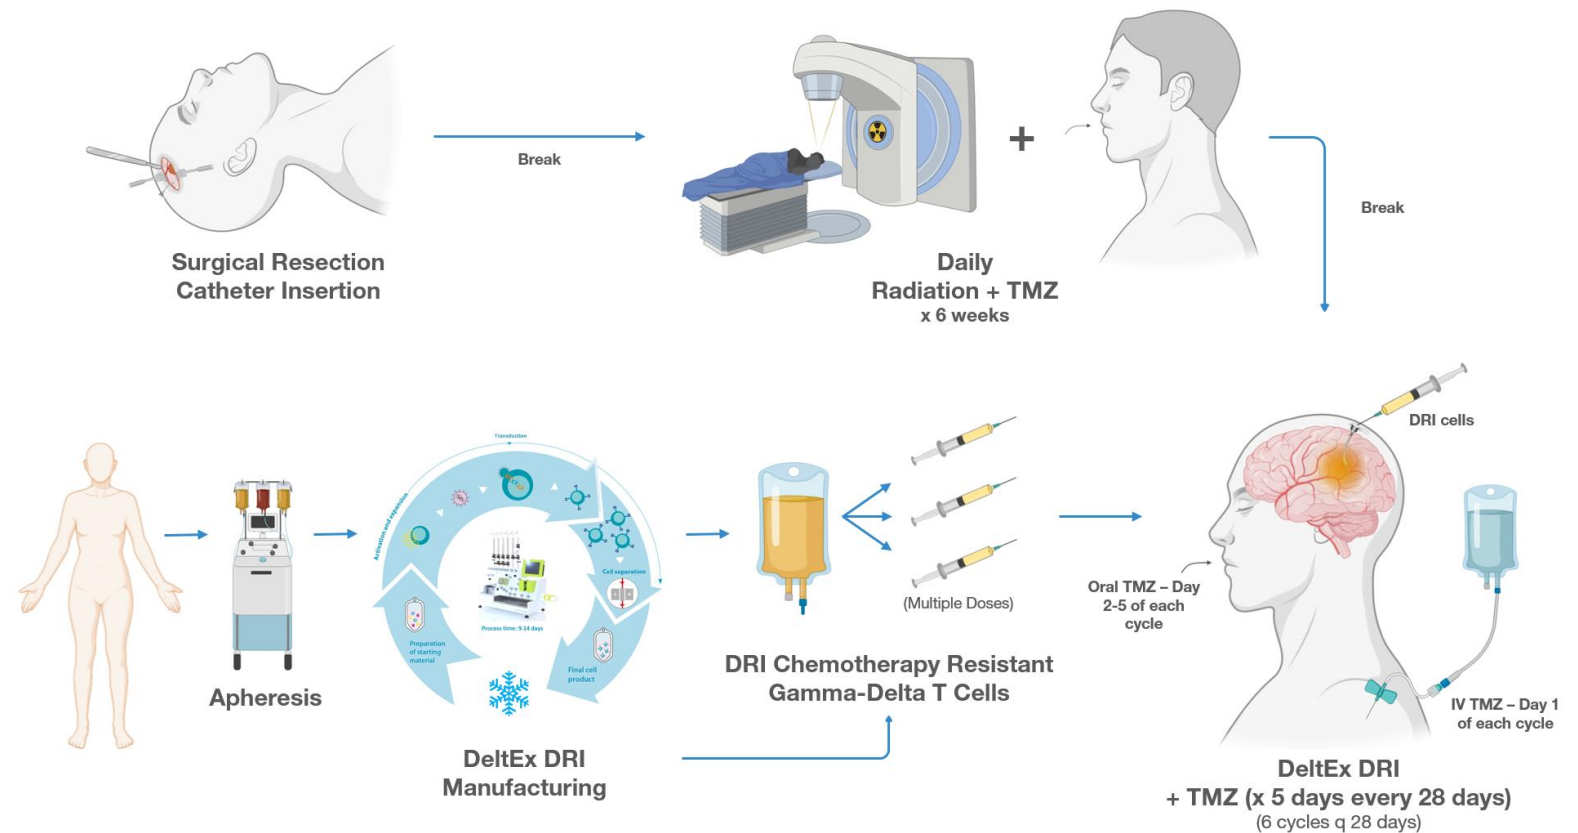 Break
Surgical Resection
Catheter Insertion
Daily
Radiation + TMZ
x 6 weeks
+
Break
Apheresis
Transduction
Activation and expansion
Cell separation
Process time: 9-14 days
Preparation
of starting
material
Final cell
product
DeltEx DRI
Manufacturing
(Multiple Doses)
DRI Chemotherapy Resistant
Gamma-Delta T Cells
DRI cells
Oral TMZ – Day
2-5 of each
cycle
IV TMZ – Day 1
of each cycle
DeltEx DRI
+ TMZ (x 5 days every 28 days)
(6 cycles q 28 days)